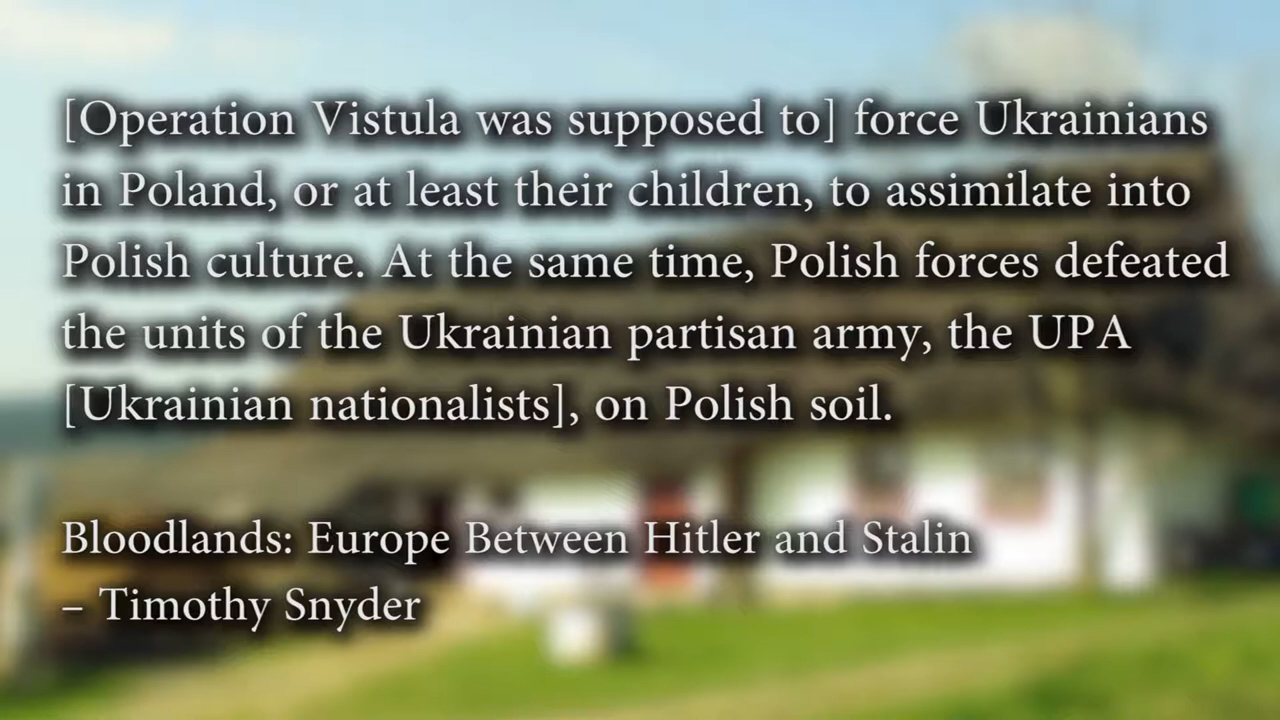 [Operation Vistula was supposed to] force Ukrainians
in Poland, or at least their children, to assimilate into
Polish culture. At the same time, Polish forces defeated
the units of the Ukrainian partisan army, the UPA
[Ukrainian nationalists], on Polish soil.
Bloodlands: Europe Between Hitler and Stalin
– Timothy Snyder